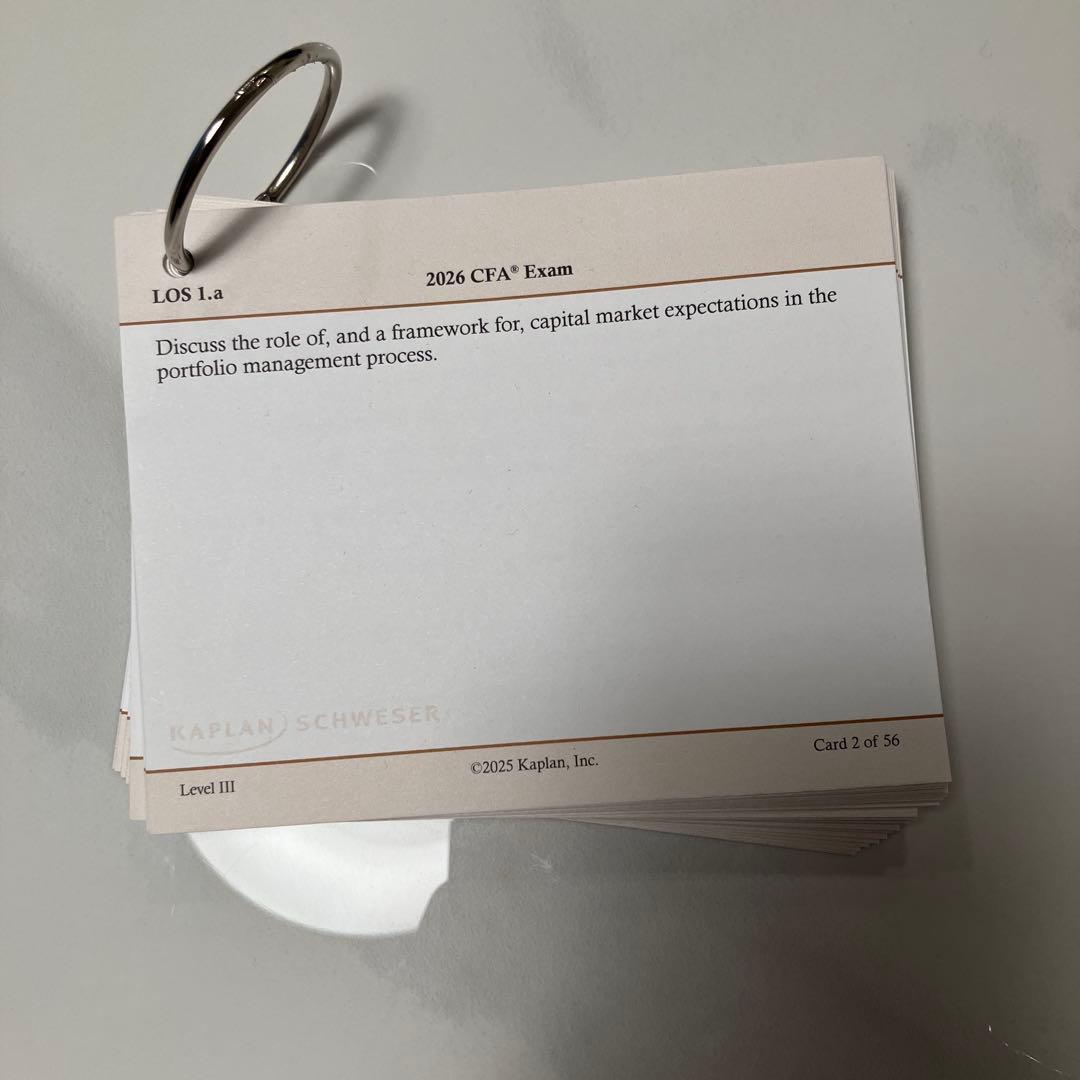 LOS 1.a
2026 CFA® Exam
Discuss the role of, and a framework for, capital market expectations in the
portfolio management process.
KAPLAN SCHWESER
Level III
©2025 Kaplan, Inc.
Card 2 of 56